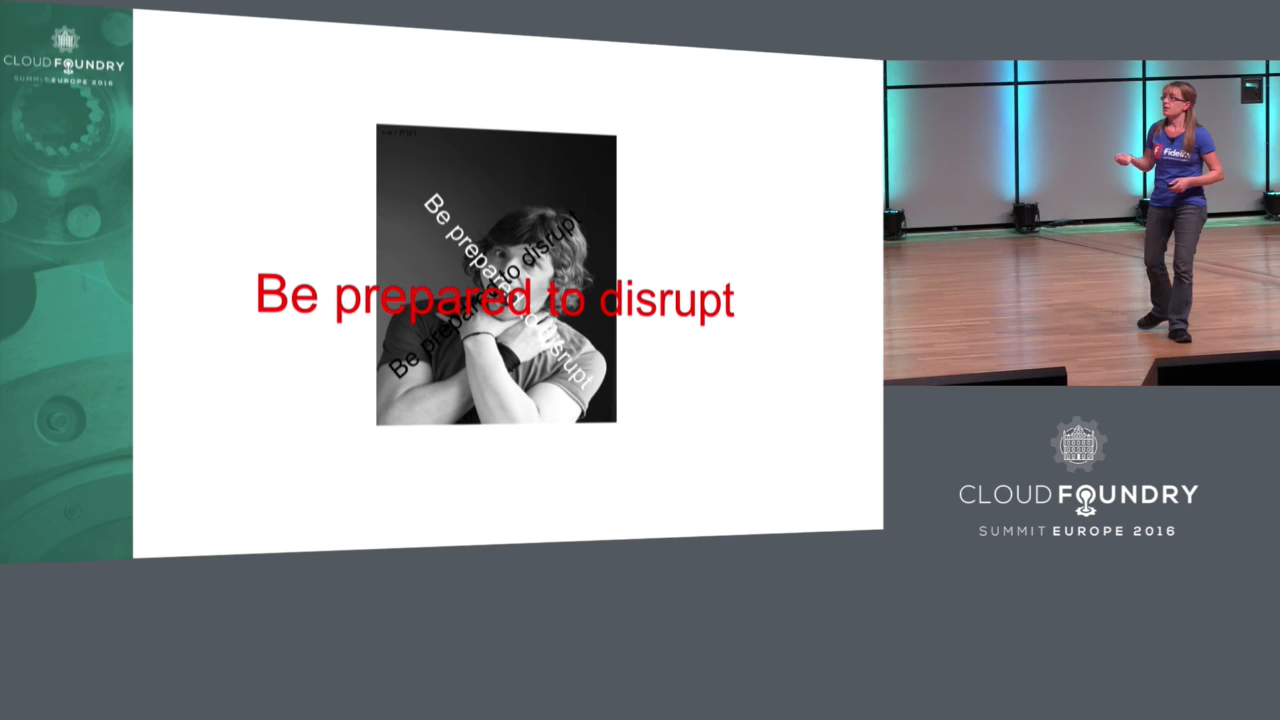 CLOUD FOUNDRY
SUMMIT EUROPE 2016
Be prepared to disrupt
Be prepared to disrupt
Be prepared to disrupt
Fidelity
CLOUD FOUNDRY
SUMMIT EUROPE 2016